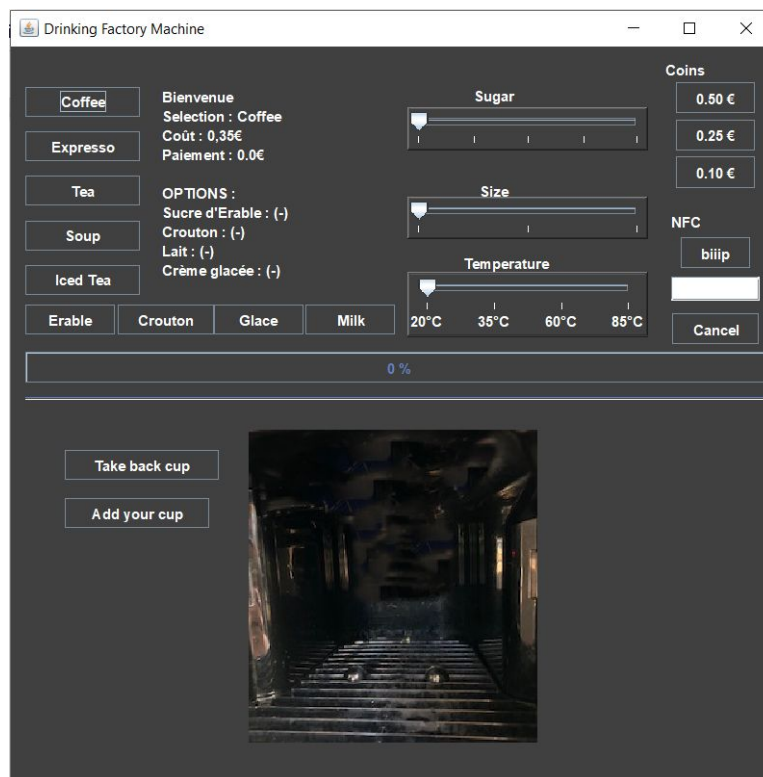 Drinking Factory Machine
Coffee
Expresso
Tea
Soup
Iced Tea
Bienvenue
Selection : Coffee
Coût : 0,35€
Paiement : 0.0€
OPTIONS :
Sucre d'Erable : (-)
Crouton : (-)
Lait : (-)
Crème glacée : (-)
Erable
Crouton
Glace
Milk
Sugar
Size
Temperature
20°C 35°C 60°C 85°C
Coins
0.50 €
0.25 €
0.10 €
NFC
biiip
Cancel
0 %
Take back cup
Add your cup